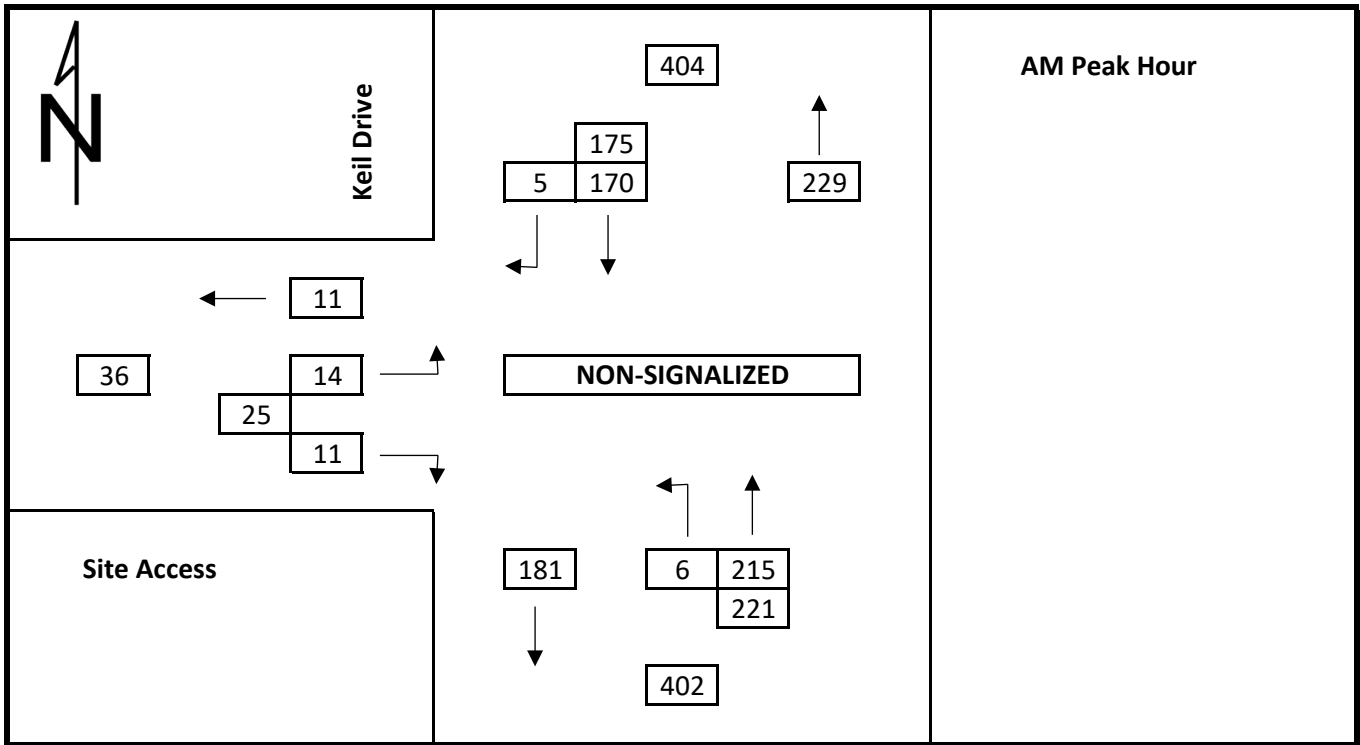 404
AM Peak Hour
N
Keil Drive
175
5 170
229
11
36
14
NON-SIGNALIZED
25
11
Site Access
181
6 215
221
402